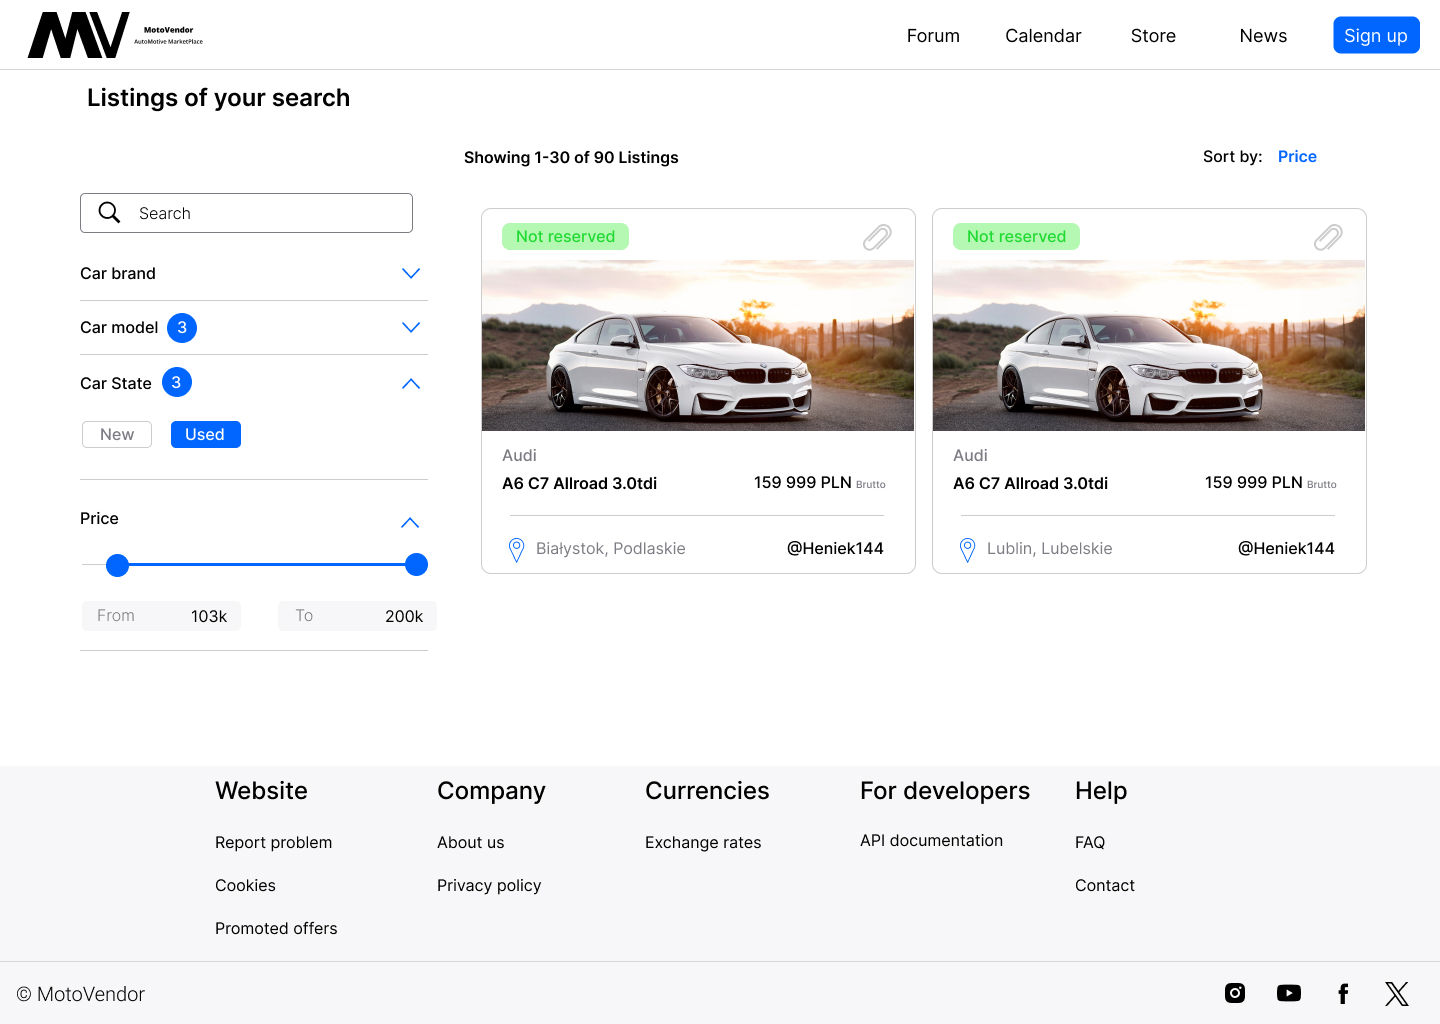 MotoVendor
AutoMotive MarketPlace
Forum
Calendar
Store
News
Sign up
Listings of your search
Showing 1-30 of 90 Listings
Sort by: Price
Search
Car brand
Car model 3
Car State 3
New
Used
Price
From 103k
To 200k
Not reserved
Audi
A6 C7 Allroad 3.0tdi
159 999 PLN Brutto
Białystok, Podlaskie
@Heniek144
Not reserved
Audi
A6 C7 Allroad 3.0tdi
159 999 PLN Brutto
Lublin, Lubelskie
@Heniek144
Website
Report problem
Cookies
Promoted offers
Company
About us
Privacy policy
Currencies
Exchange rates
For developers
API documentation
Help
FAQ
Contact
© MotoVendor